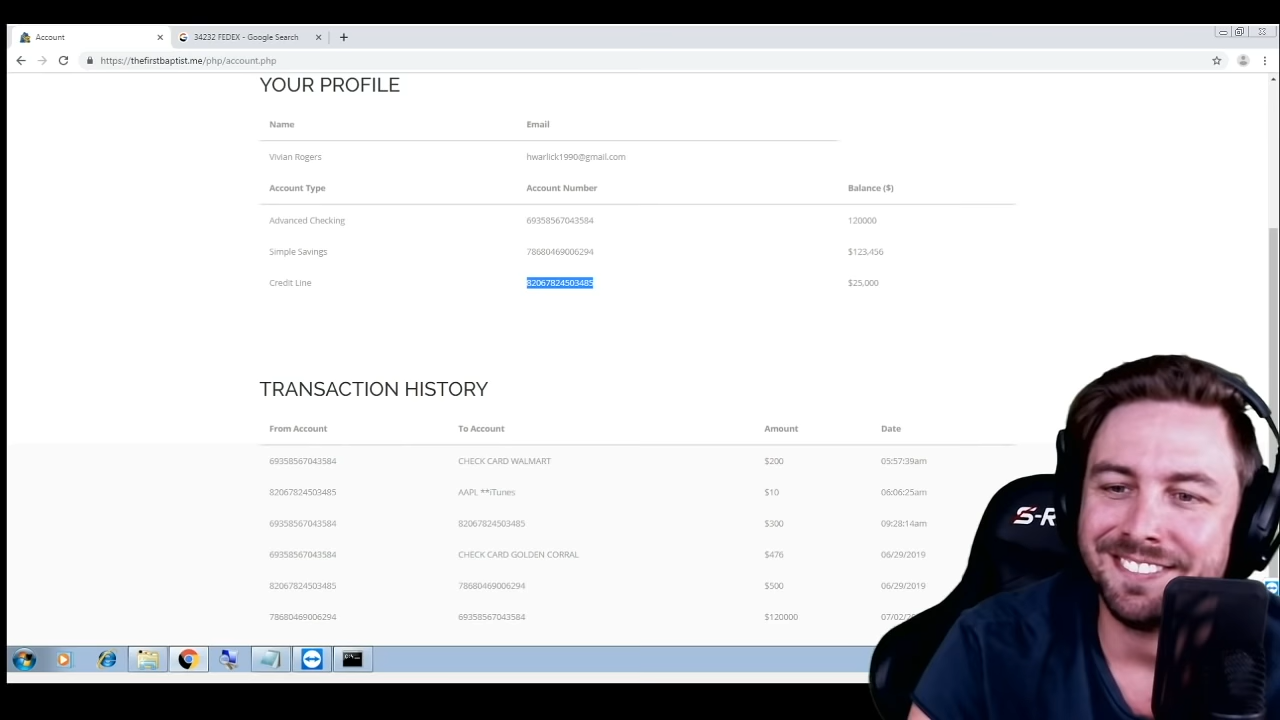 Account
34232 FEDEX - Google Search
https://thefirstbaptist.me/php/account.php
YOUR PROFILE
Name Email
Vivian Rogers hwarlick1990@gmail.com
Account Type Account Number Balance ($)
Advanced Checking 69358567043584 120000
Simple Savings 78680469006294 $123,456
Credit Line 82067824503485 $25,000
TRANSACTION HISTORY
From Account To Account Amount Date
69358567043584 CHECK CARD WALMART $200 05:57:39am
82067824503485 AAPL **iTunes $10 06:06:25am
69358567043584 82067824503485 $300 09:28:14am
69358567043584 CHECK CARD GOLDEN CORRAL $476 06/29/2019
82067824503485 78680469006294 $500 06/29/2019
78680469006294 69358567043584 $120000 07/02/
S-R